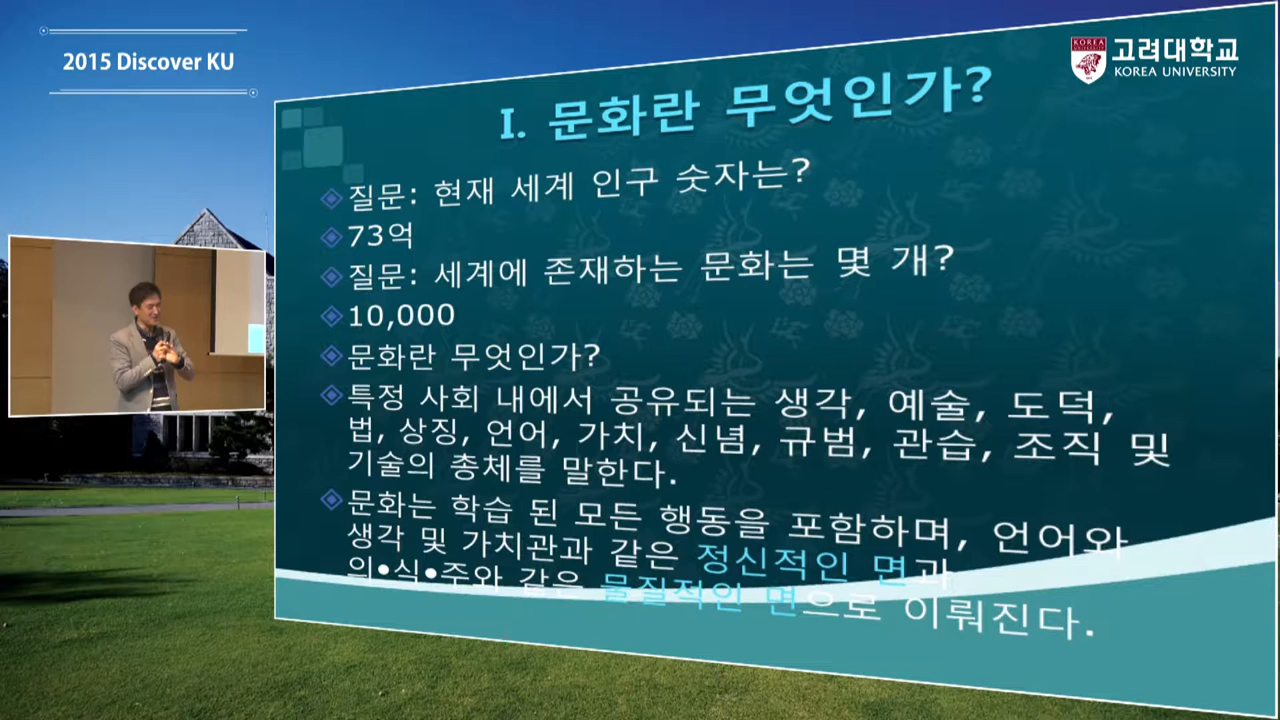 2015 Discover KU
KOREA
고려대학교
KOREA UNIVERSITY
I. 문화란 무엇인가?
질문: 현재 세계 인구 숫자는?
73억
질문: 세계에 존재하는 문화는 몇 개?
10,000
문화란 무엇인가?
특정 사회 내에서 공유되는 생각, 예술, 도덕,
법, 상징, 언어, 가치, 신념, 규범, 관습, 조직 및
기술의 총체를 말한다.
문화는 학습 된 모든 행동을 포함하며, 언어와
생각 및 가치관과 같은 정신적인 면과
의•식•주와 같은 물질적인 면으로 이뤄진다.